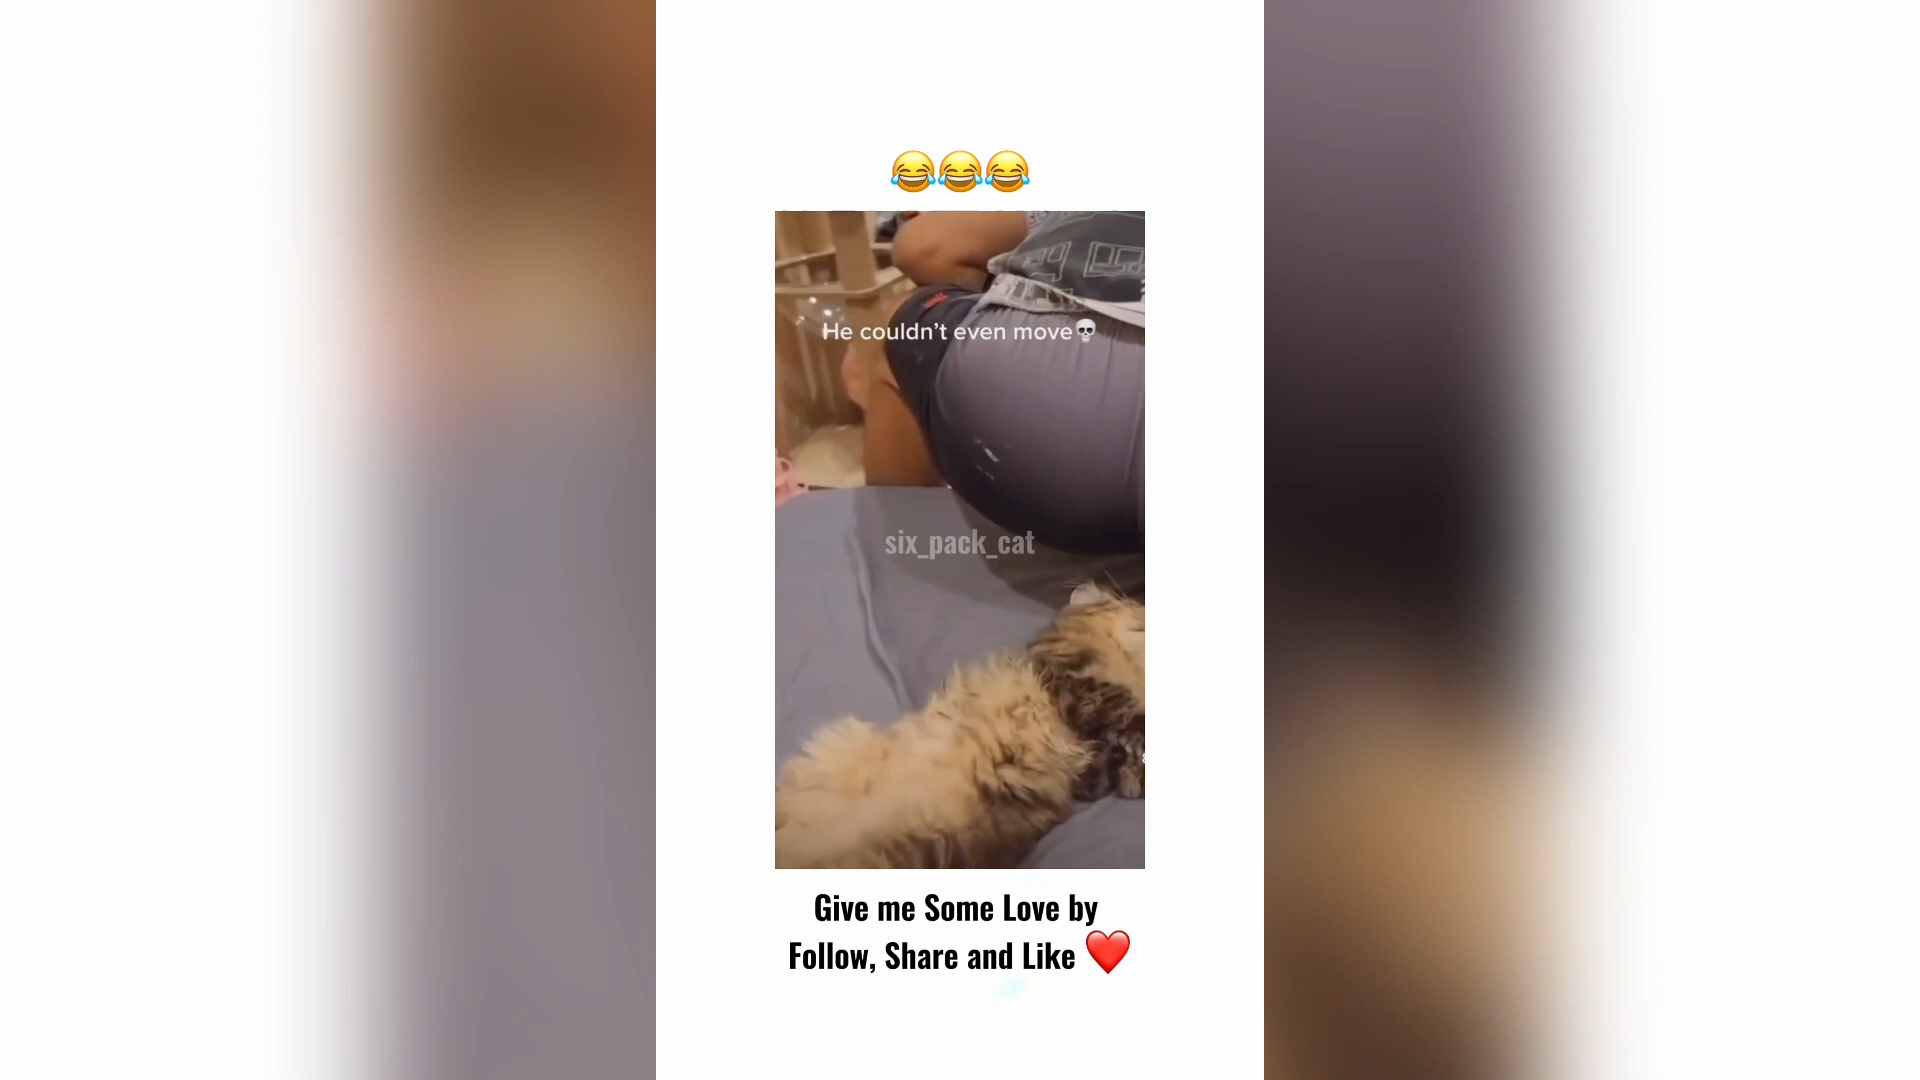 😂😂😂
He couldn't even move💀
six_pack_cat
Give me Some Love by
Follow, Share and Like ❤️